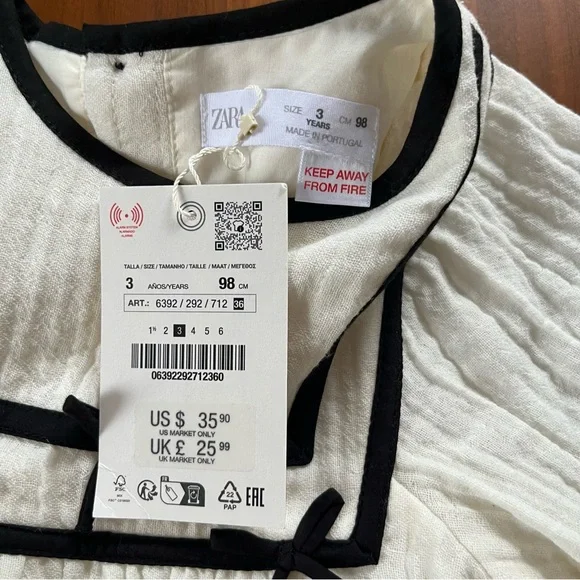 ZARA
SIZE 3 YEARS CM 98
MADE IN PORTUGAL
KEEP AWAY
FROM FIRE
TALLA / SIZE / TAMANHO / TAILLE / MAAT / ΜΕΓΕΘΟΣ
3 AÑOS/YEARS 98 CM
ART.: 6392 / 292 / 712 36
1½ 2 3 4 5 6
06392292712360
US $ 35.90
US MARKET ONLY
UK £ 25.99
UK MARKET ONLY
FSC
22
PAP
EAC